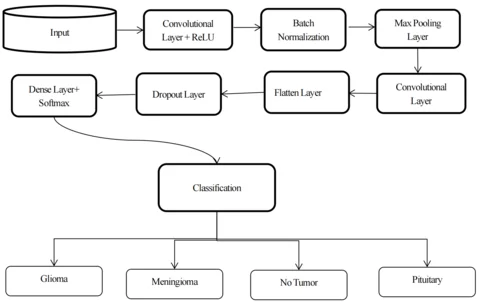 Input
Convolutional
Layer + ReLU
Batch
Normalization
Max Pooling
Layer
Convolutional
Layer
Flatten Layer
Dropout Layer
Dense Layer+
Softmax
Classification
Glioma
Meningioma
No Tumor
Pituitary